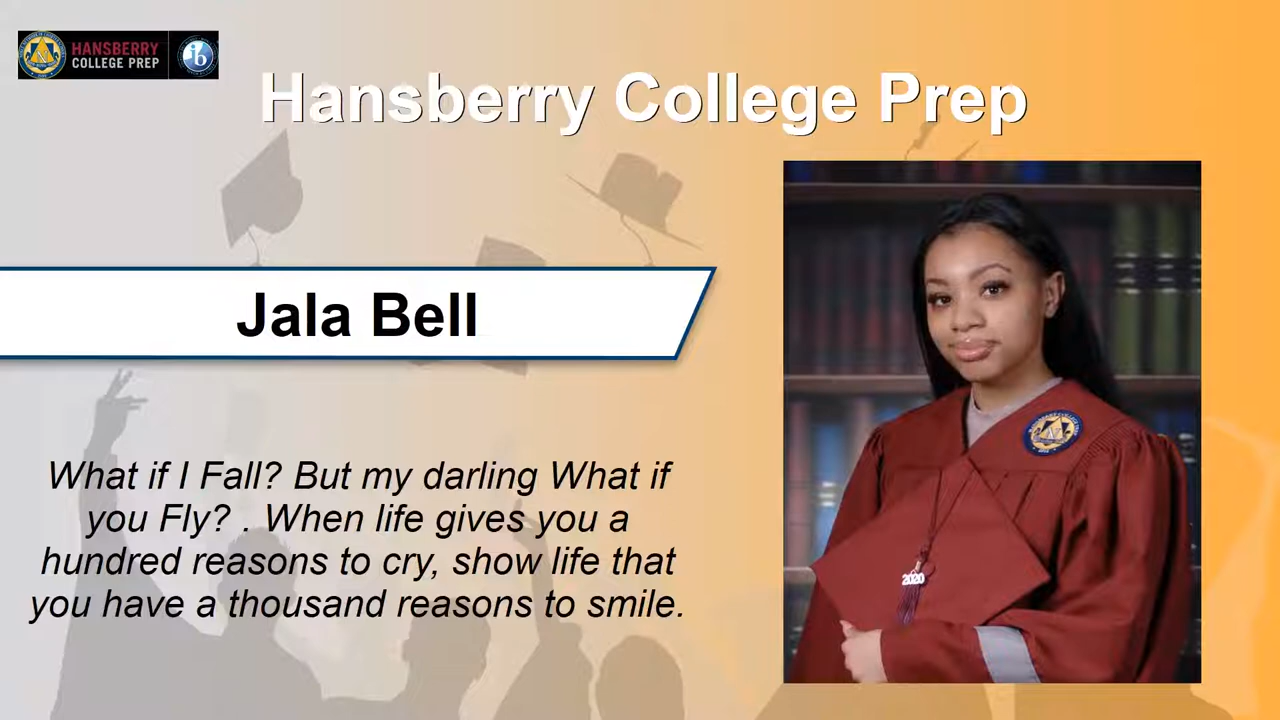 HANSBERRY
COLLEGE PREP
ib
Hansberry College Prep
Jala Bell
What if I Fall? But my darling What if
you Fly? . When life gives you a
hundred reasons to cry, show life that
you have a thousand reasons to smile.
2020